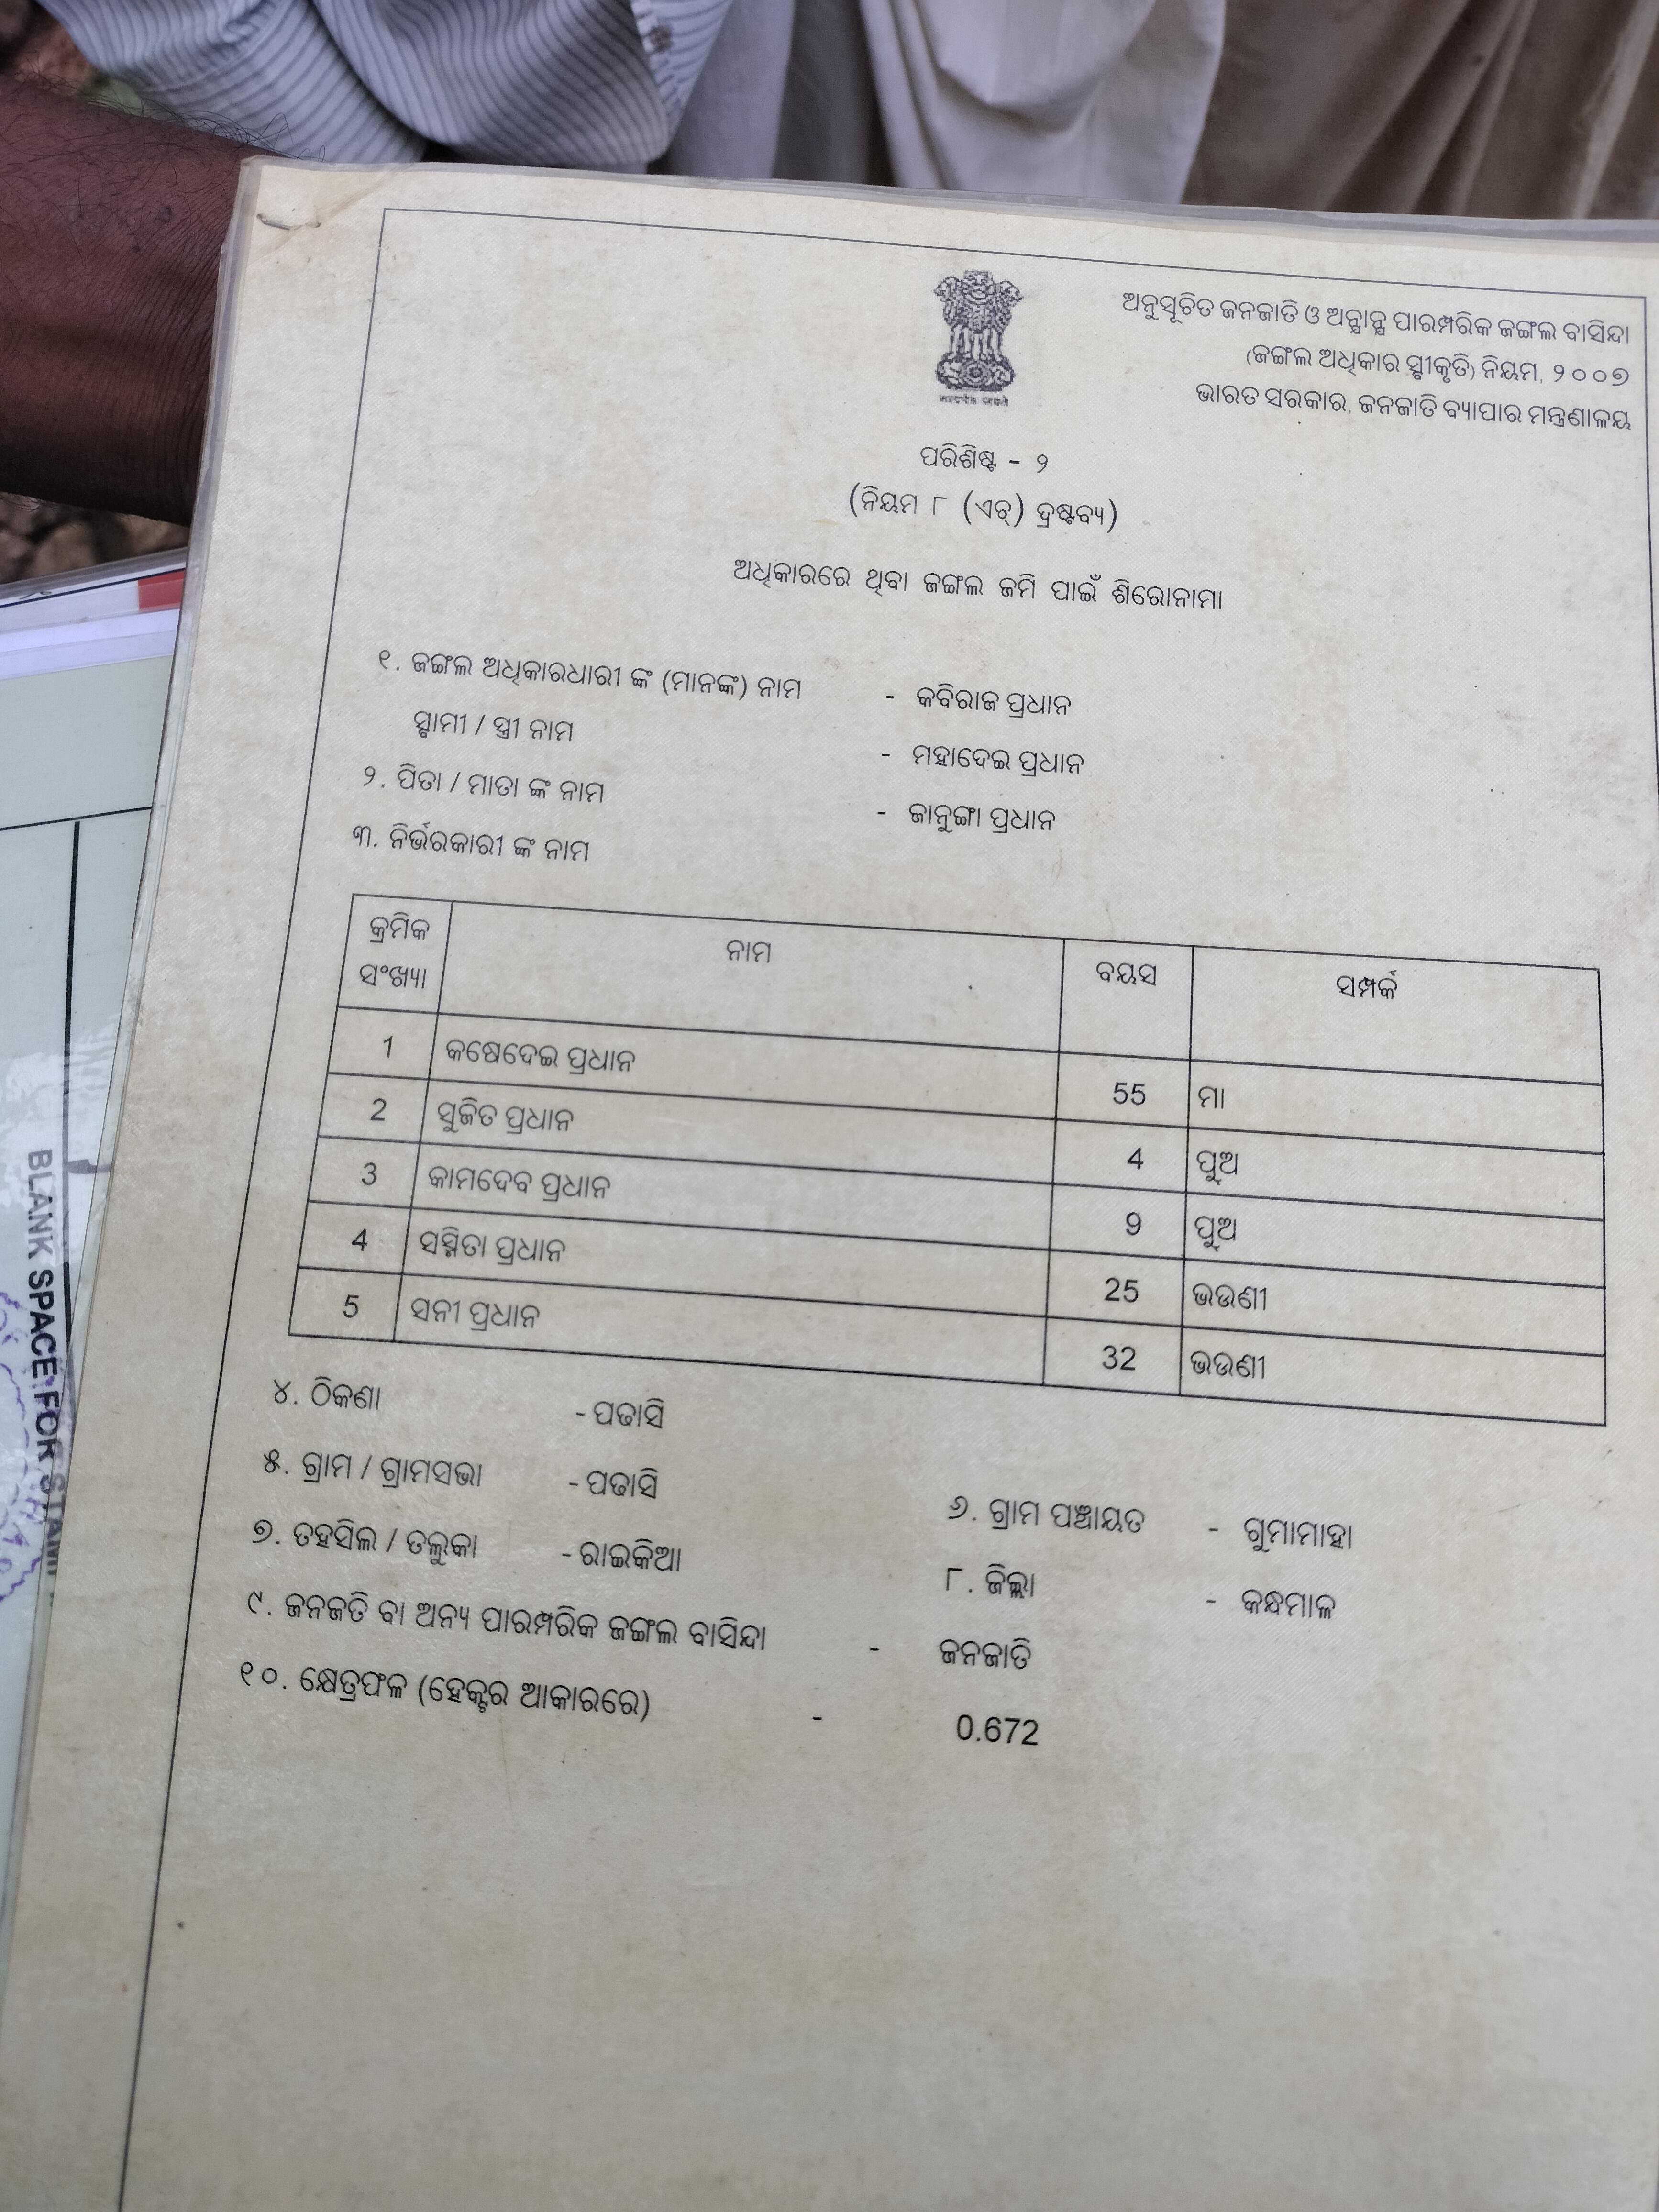 ଅନୁସୂଚିତ ଜନଜାତି ଓ ଅନ୍ଯାନ୍ଯ ପାରମ୍ପରିକ ଜଙ୍ଗଲ ବାସିନ୍ଦା
(ଜଙ୍ଗଲ ଅଧିକାର ସ୍ବୀକୃତି) ନିୟମ, ୨୦୦୭
ଭାରତ ସରକାର, ଜନଜାତି ବ୍ୟାପାର ମନ୍ତ୍ରଣାଳୟ
ପରିଶିଷ୍ଟ - ୨
(ନିୟମ ୮ (ଏଚ୍) ଦ୍ରଷ୍ଟବ୍ୟ)
ଅଧିକାରରେ ଥିବା ଜଙ୍ଗଲ ଜମି ପାଇଁ ଶିରୋନାମା
୧. ଜଙ୍ଗଲ ଅଧିକାରଧାରୀ ଙ୍କ (ମାନଙ୍କ) ନାମ - କବିରାଜ ପ୍ରଧାନ
ସ୍ବାମୀ / ସ୍ତ୍ରୀ ନାମ - ମହାଦେଇ ପ୍ରଧାନ
୨. ପିତା / ମାତା ଙ୍କ ନାମ - ଜାନୁଙ୍ଗା ପ୍ରଧାନ
୩. ନିର୍ଭରକାରୀ ଙ୍କ ନାମ
କ୍ରମିକ ସଂଖ୍ୟା ନାମ ବୟସ ସମ୍ପର୍କ
1 କଷେଦେଇ ପ୍ରଧାନ 55 ମା
2 ସୁଜିତ ପ୍ରଧାନ 4 ପୁଅ
3 କାମଦେବ ପ୍ରଧାନ 9 ପୁଅ
4 ସସ୍ମିତା ପ୍ରଧାନ 25 ଭଉଣୀ
5 ସନୀ ପ୍ରଧାନ 32 ଭଉଣୀ
୪. ଠିକଣା - ପଢାସି
୫. ଗ୍ରାମ / ଗ୍ରାମସଭା - ପଢାସି ୬. ଗ୍ରାମ ପଞ୍ଚାୟତ - ଗୁମାମାହା
୭. ତହସିଲ / ତଲୁକା - ରାଇକିଆ ୮. ଜିଲ୍ଲା - କନ୍ଧମାଳ
୯. ଜନଜତି ବା ଅନ୍ୟ ପାରମ୍ପରିକ ଜଙ୍ଗଲ ବାସିନ୍ଦା - ଜନଜାତି
୧୦. କ୍ଷେତ୍ରଫଳ (ହେକ୍ଟର ଆକାରରେ) - 0.672
BLANK SPACE FOR